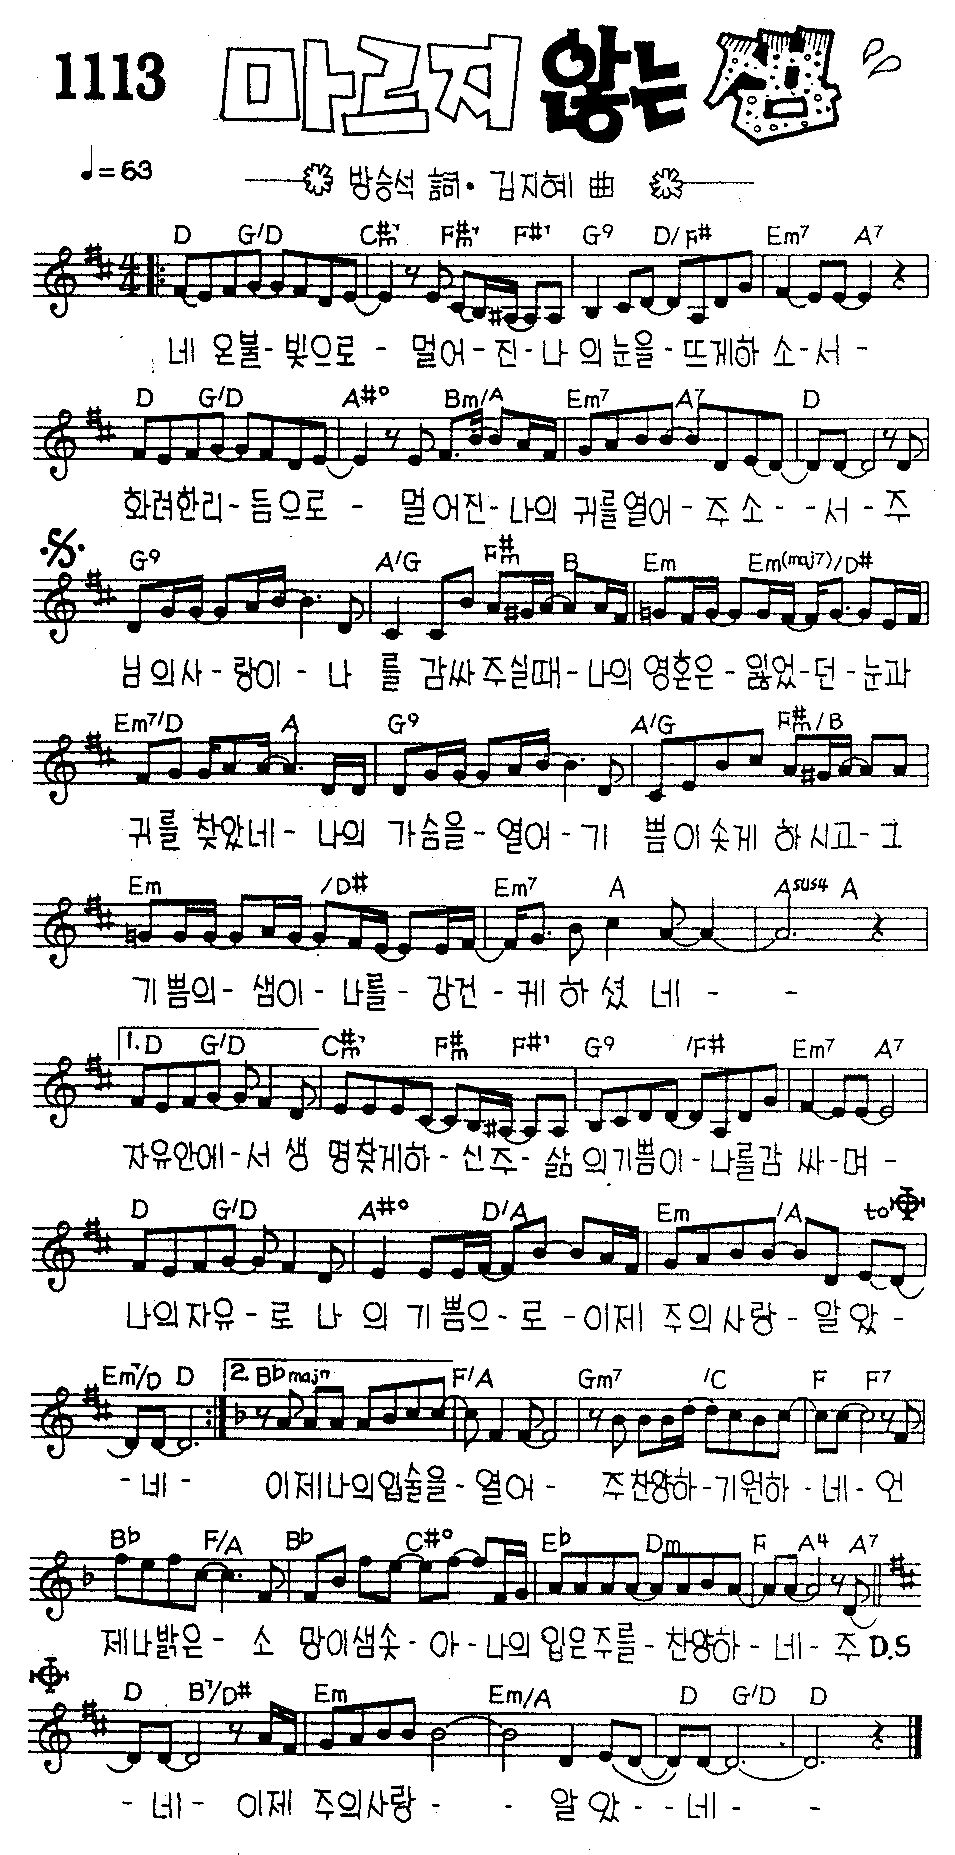 1113 마르지 않는 샘
♩=63
방승석 詞・김지혜 曲
D G/D C#m7 F#m7 F#7 G9 D/F# Em7 A7
네 온불-빛으로 - 멀어-진-나의눈을-뜨게하 소-서 -
D G/D A#° Bm/A Em7 A7 D
화려한리-듬으로 - 멀어진-나의 귀를열어-주소- -서-주
G9 A/G F#m B Em Em(maj7)/D#
님의사-랑이- 나 를 감싸주실때-나의영혼은-잃었-던-눈과
Em7/D A G9 A/G F#m/B
귀를 찾았네- 나의 가슴을-열어-기 쁨이솟게 하시고-그
Em /D# Em7 A Asus4 A
기쁨의- 샘이-나를-강건-케하셨 네- -
1. D G/D C#m7 F#m F#7 G9 /F# Em7 A7
자유안에-서 생 명찾게하-신주-삶의기쁨이-나를감 싸-며 -
D G/D A#° D/A Em /A to
나의자유-로 나 의 기쁨으-로-이제 주의사랑-알았-
Em7/D D 2. B♭maj7 F/A Gm7 /C F F7
-네- 이제나의입술을-열어- 주찬양하-기원하-네-언
B♭ F/A B♭ C#° E♭ Dm F A4 A7
제나밝은- 소 망이샘솟-아-나의입은주를-찬양하-네-주 D.S
D B7/D# Em Em/A D G/D D
-네- 이제 주의사랑- - 알았- -네- -